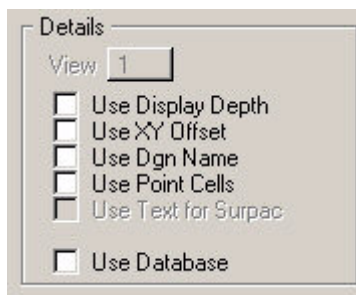 Details
View 1
Use Display Depth
Use XY Offset
Use Dgn Name
Use Point Cells
Use Text for Surpac
Use Database